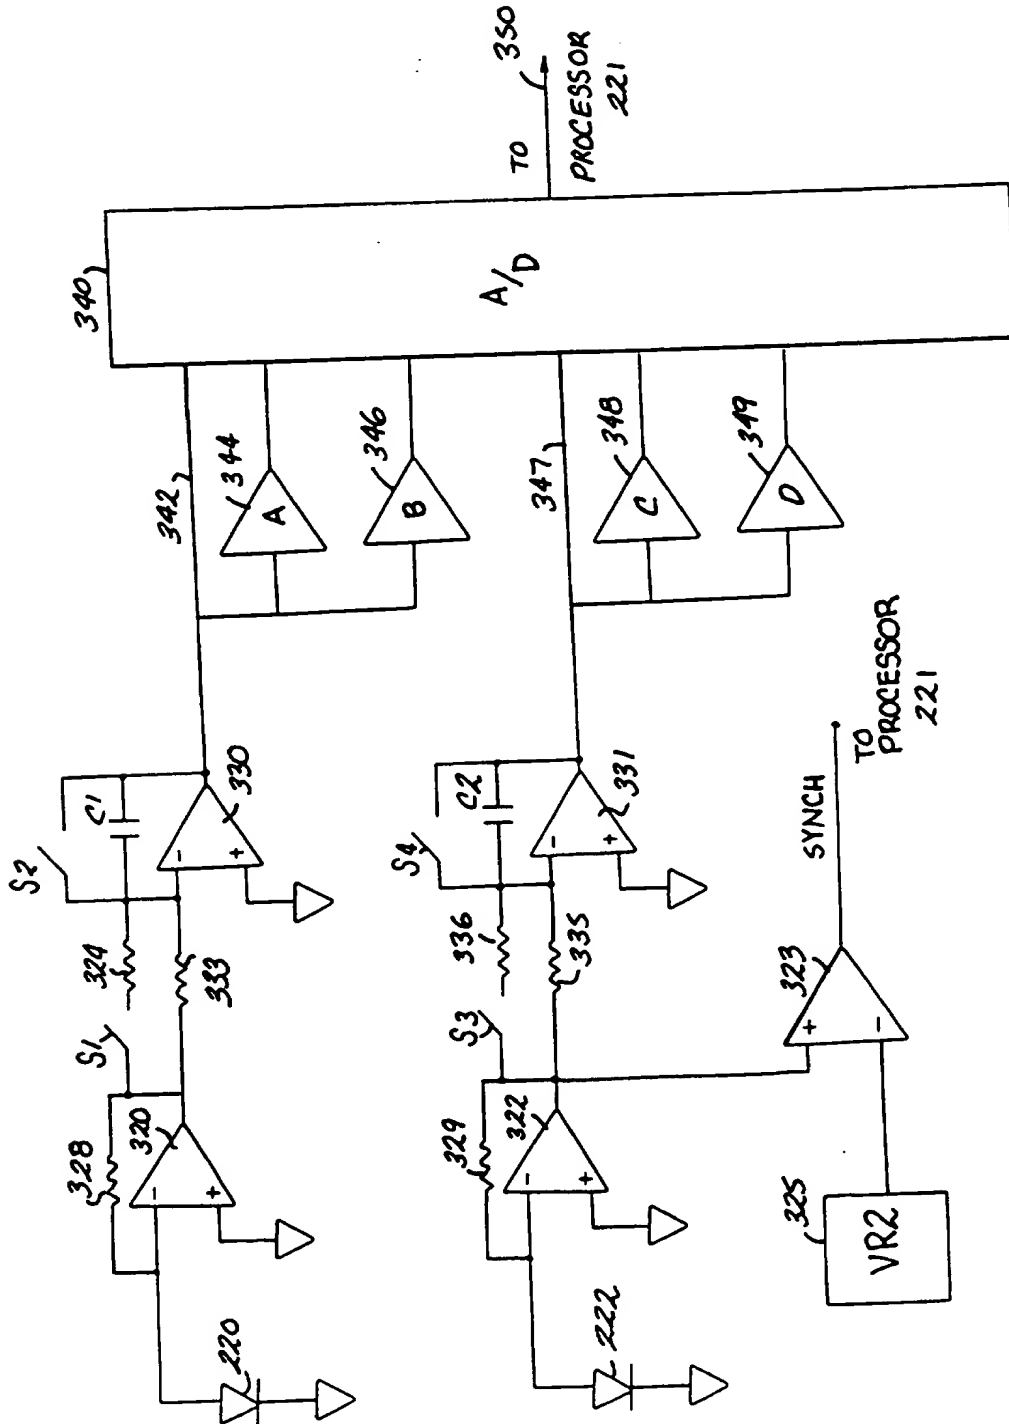 340
350
TO
PROCESSOR
221
A/D
342
344
A
346
B
347
348
C
349
D
S2
C1
-
+
330
S1
324
333
328
320
-
+
220
S4
C2
-
+
331
S3
336
335
329
322
-
+
222
323
+
-
SYNCH
TO
PROCESSOR
221
325
VR2